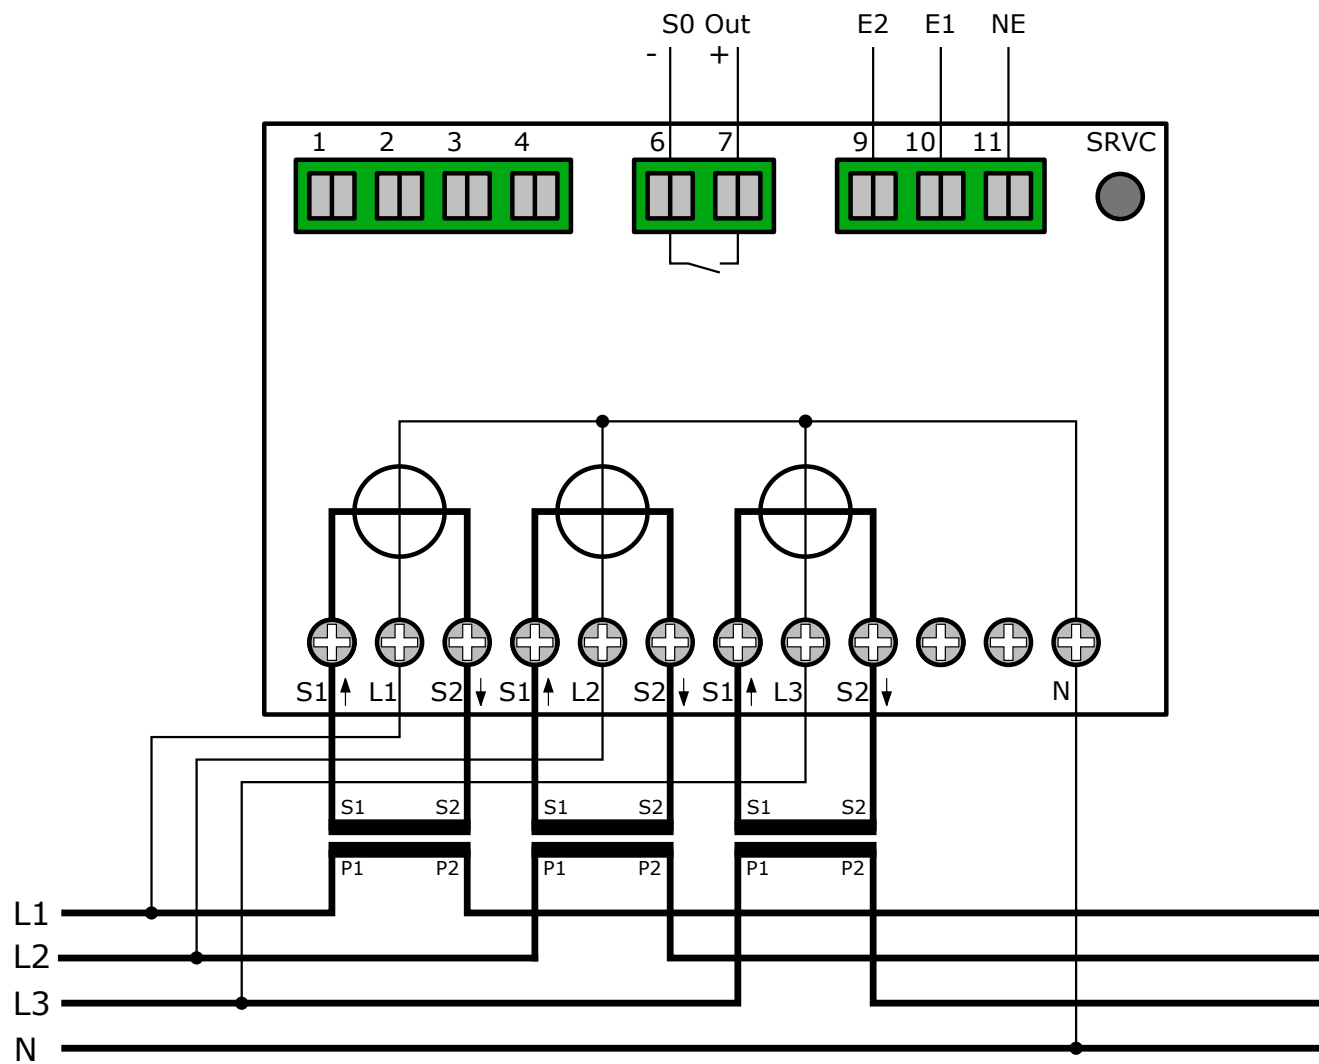 S0 Out E2 E1 NE
- +
1 2 3 4 6 7 9 10 11 SRVC
S1 L1 S2 S1 L2 S2 S1 L3 S2 N
S1 S2 S1 S2 S1 S2
P1 P2 P1 P2 P1 P2
L1
L2
L3
N